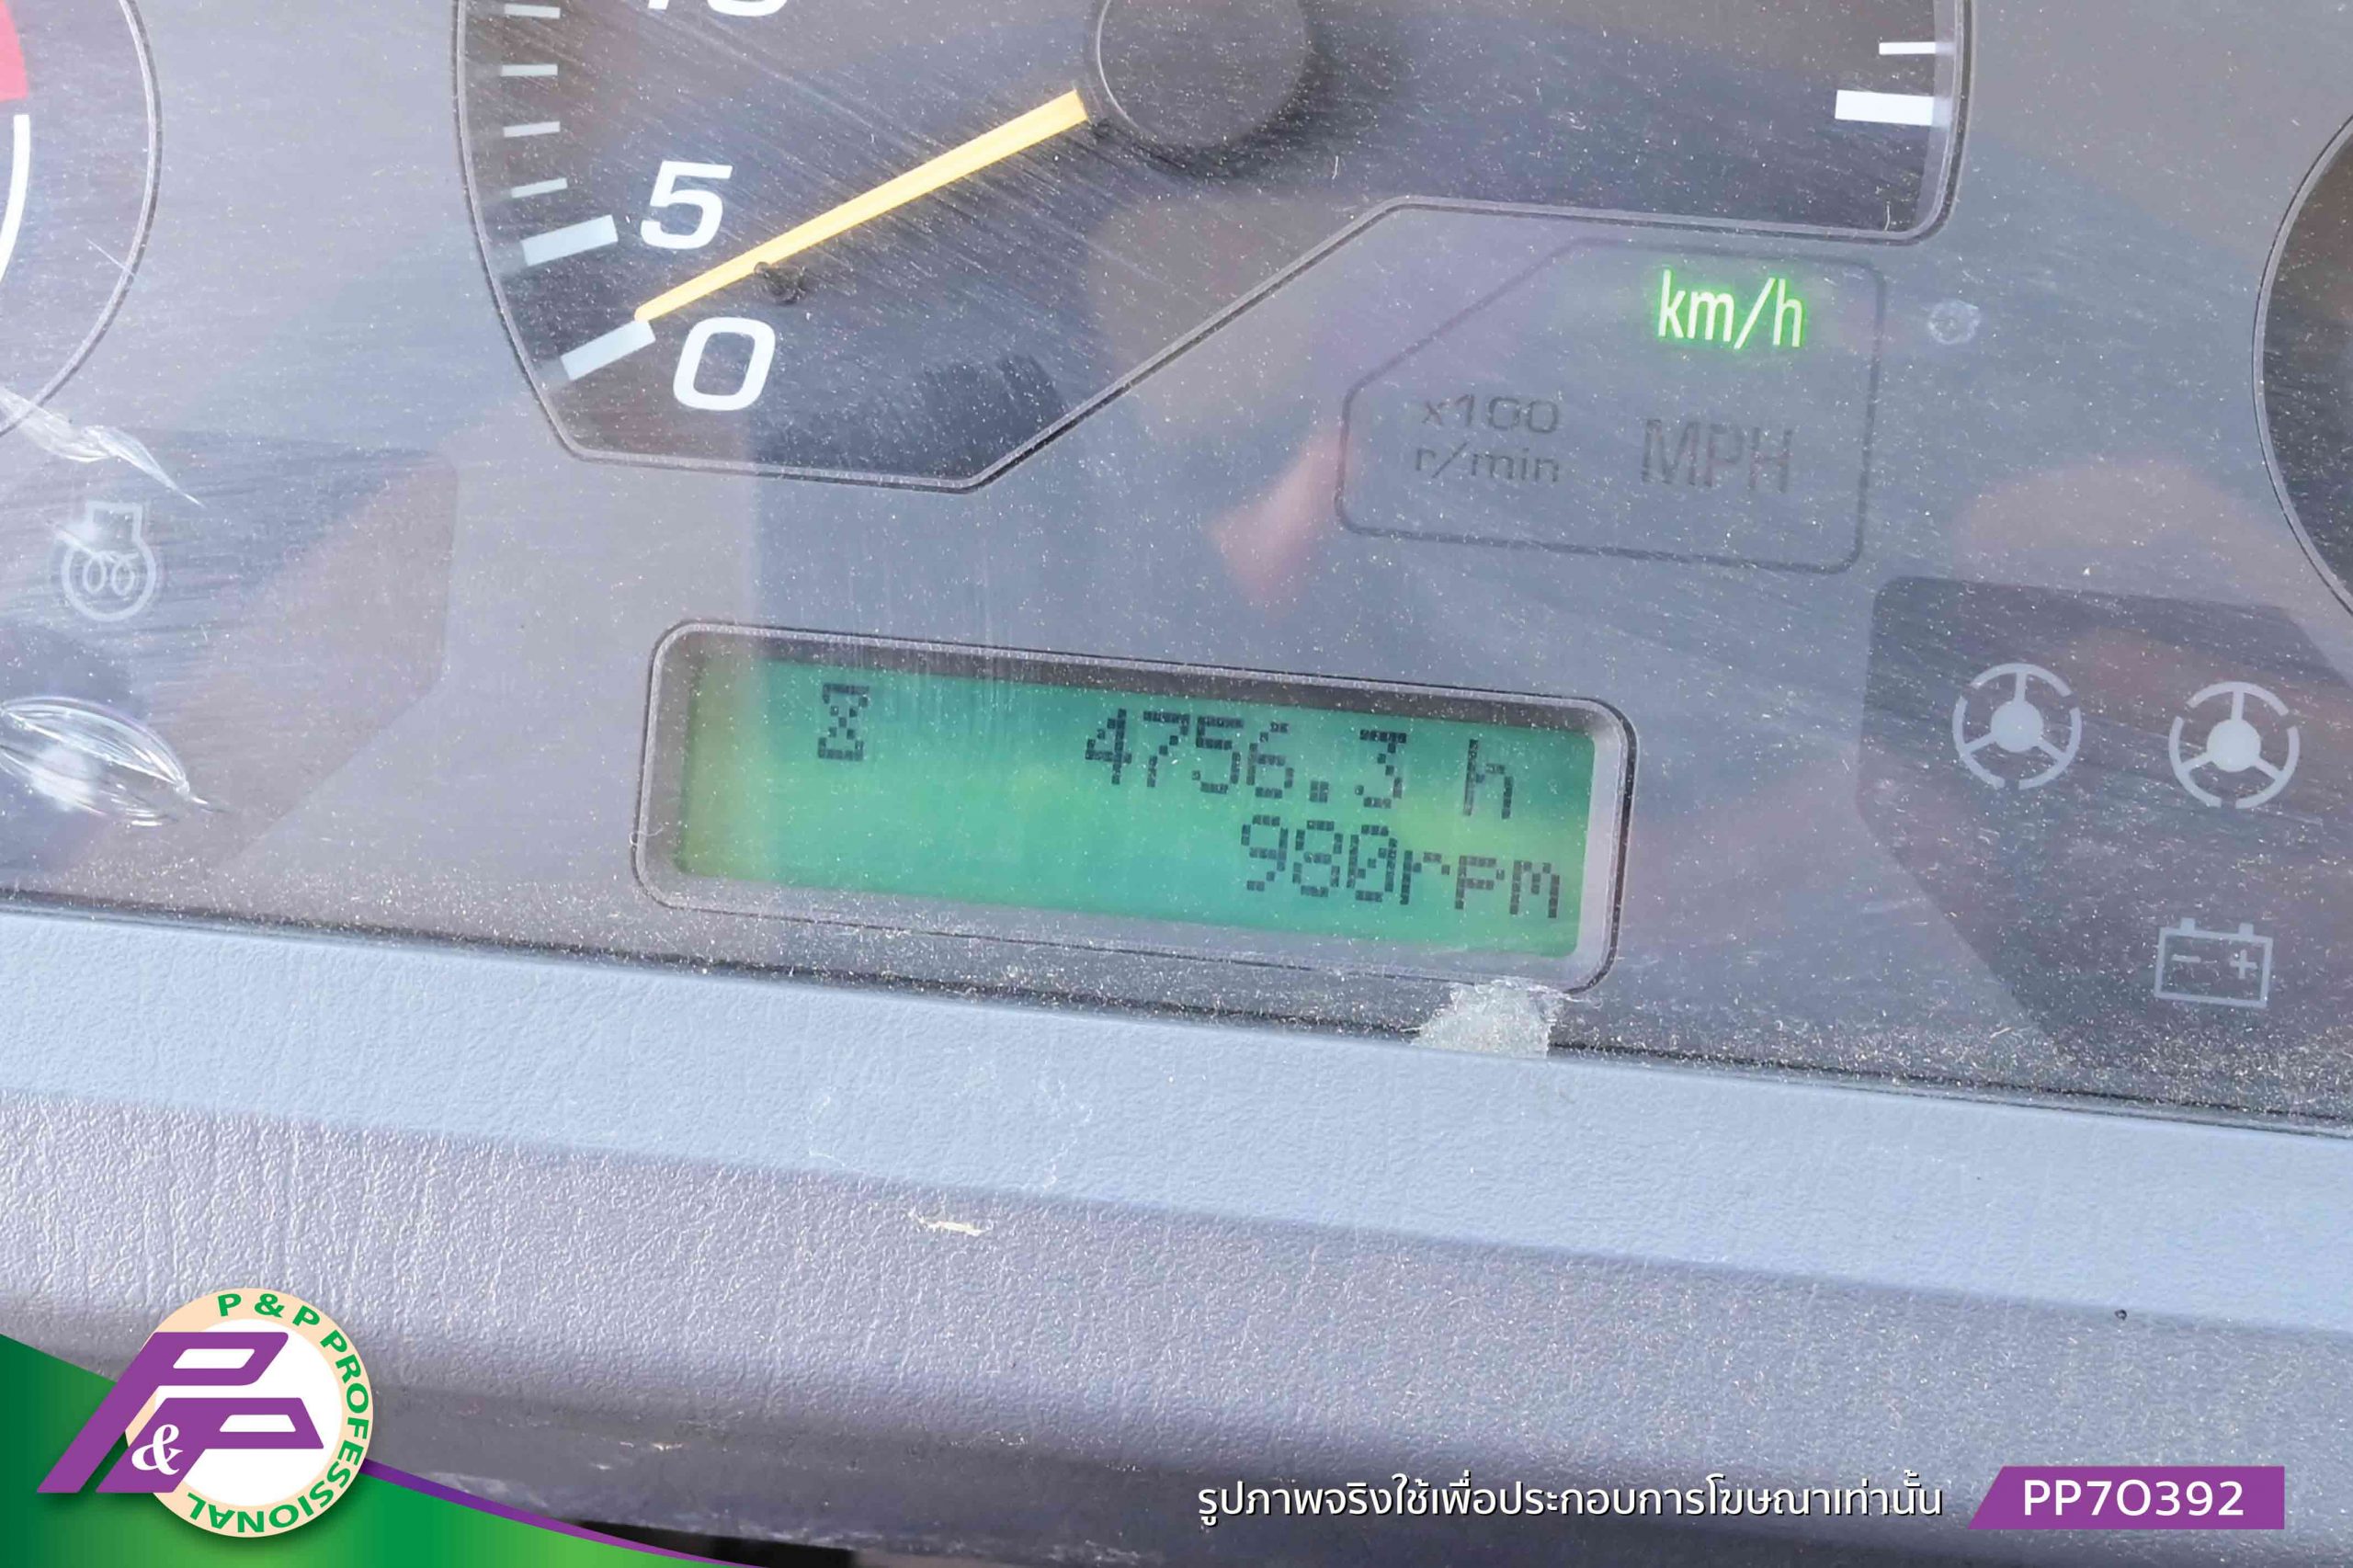 5
0
km/h
x100
r/min
MPH
4756.3 h
980rpm
- +
P & P PROFESSIONAL
P&P
รูปภาพจริงใช้เพื่อประกอบการโฆษณาเท่านั้น
PP70392